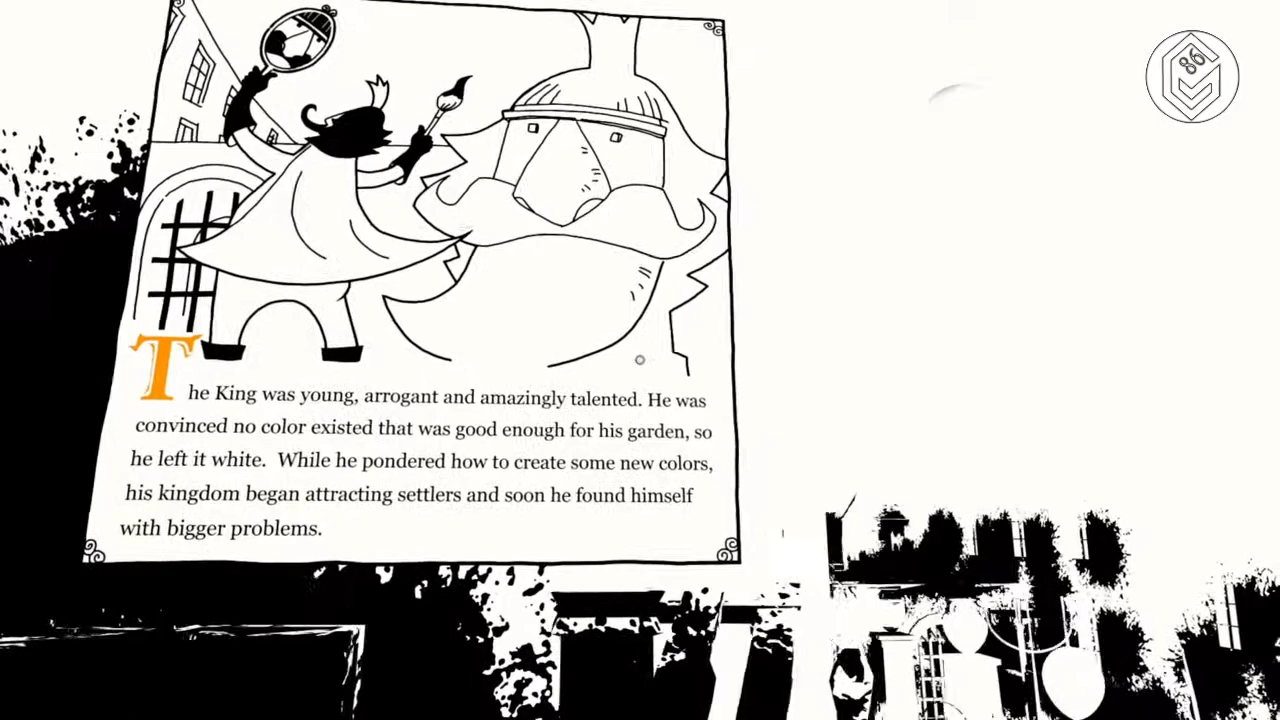 The King was young, arrogant and amazingly talented. He was
convinced no color existed that was good enough for his garden, so
he left it white. While he pondered how to create some new colors,
his kingdom began attracting settlers and soon he found himself
with bigger problems.
86